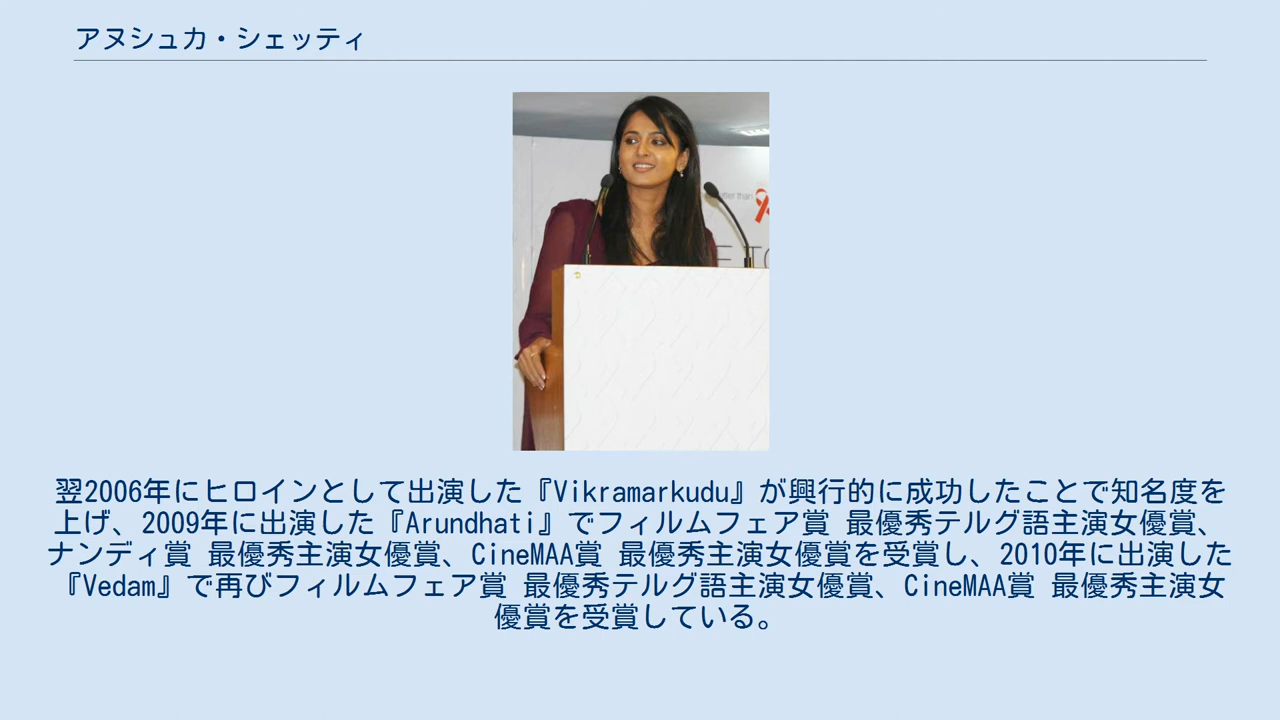 アヌシュカ・シェッティ
than
翌2006年にヒロインとして出演した『Vikramarkudu』が興行的に成功したことで知名度を
上げ、2009年に出演した『Arundhati』でフィルムフェア賞 最優秀テルグ語主演女優賞、
ナンディ賞 最優秀主演女優賞、CineMAA賞 最優秀主演女優賞を受賞し、2010年に出演した
『Vedam』で再びフィルムフェア賞 最優秀テルグ語主演女優賞、CineMAA賞 最優秀主演女
優賞を受賞している。